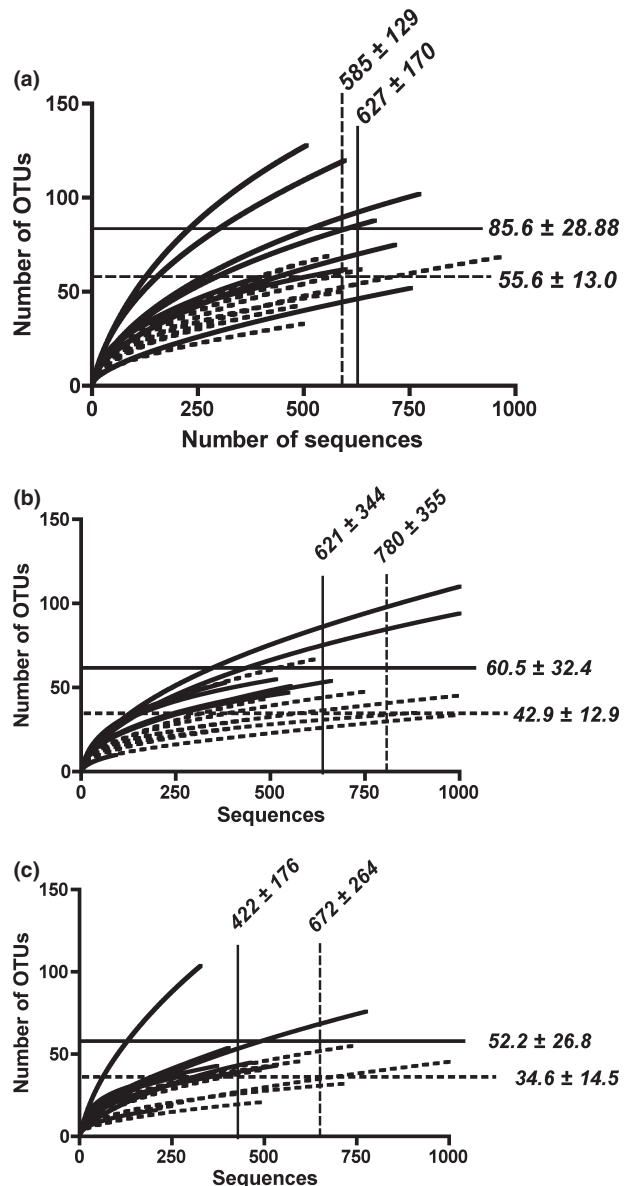 (a)
585 ± 129
627 ± 170
150
100
50
0
Number of OTUs
85.6 ± 28.88
55.6 ± 13.0
0 250 500 750 1000
Number of sequences
(b)
621 ± 344
780 ± 355
150
100
50
0
Number of OTUs
60.5 ± 32.4
42.9 ± 12.9
0 250 500 750 1000
Sequences
(c)
422 ± 176
672 ± 264
150
100
50
0
Number of OTUs
52.2 ± 26.8
34.6 ± 14.5
0 250 500 750 1000
Sequences